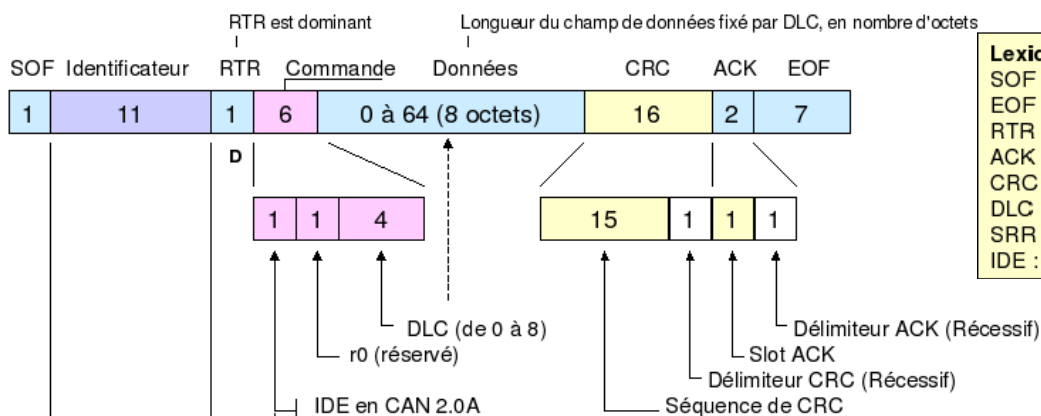 RTR est dominant
Longueur du champ de données fixé par DLC, en nombre d'octets
SOF Identificateur RTR Commande Données CRC ACK EOF
1 11 1 6 0 à 64 (8 octets) 16 2 7
D
1 1 4 15 1 1 1
DLC (de 0 à 8)
Délimiteur ACK (Récessif)
r0 (réservé)
Slot ACK
Délimiteur CRC (Récessif)
IDE en CAN 2.0A
Séquence de CRC
SOF
EOF
RTR
ACK
CRC
DLC
SRR
IDE :